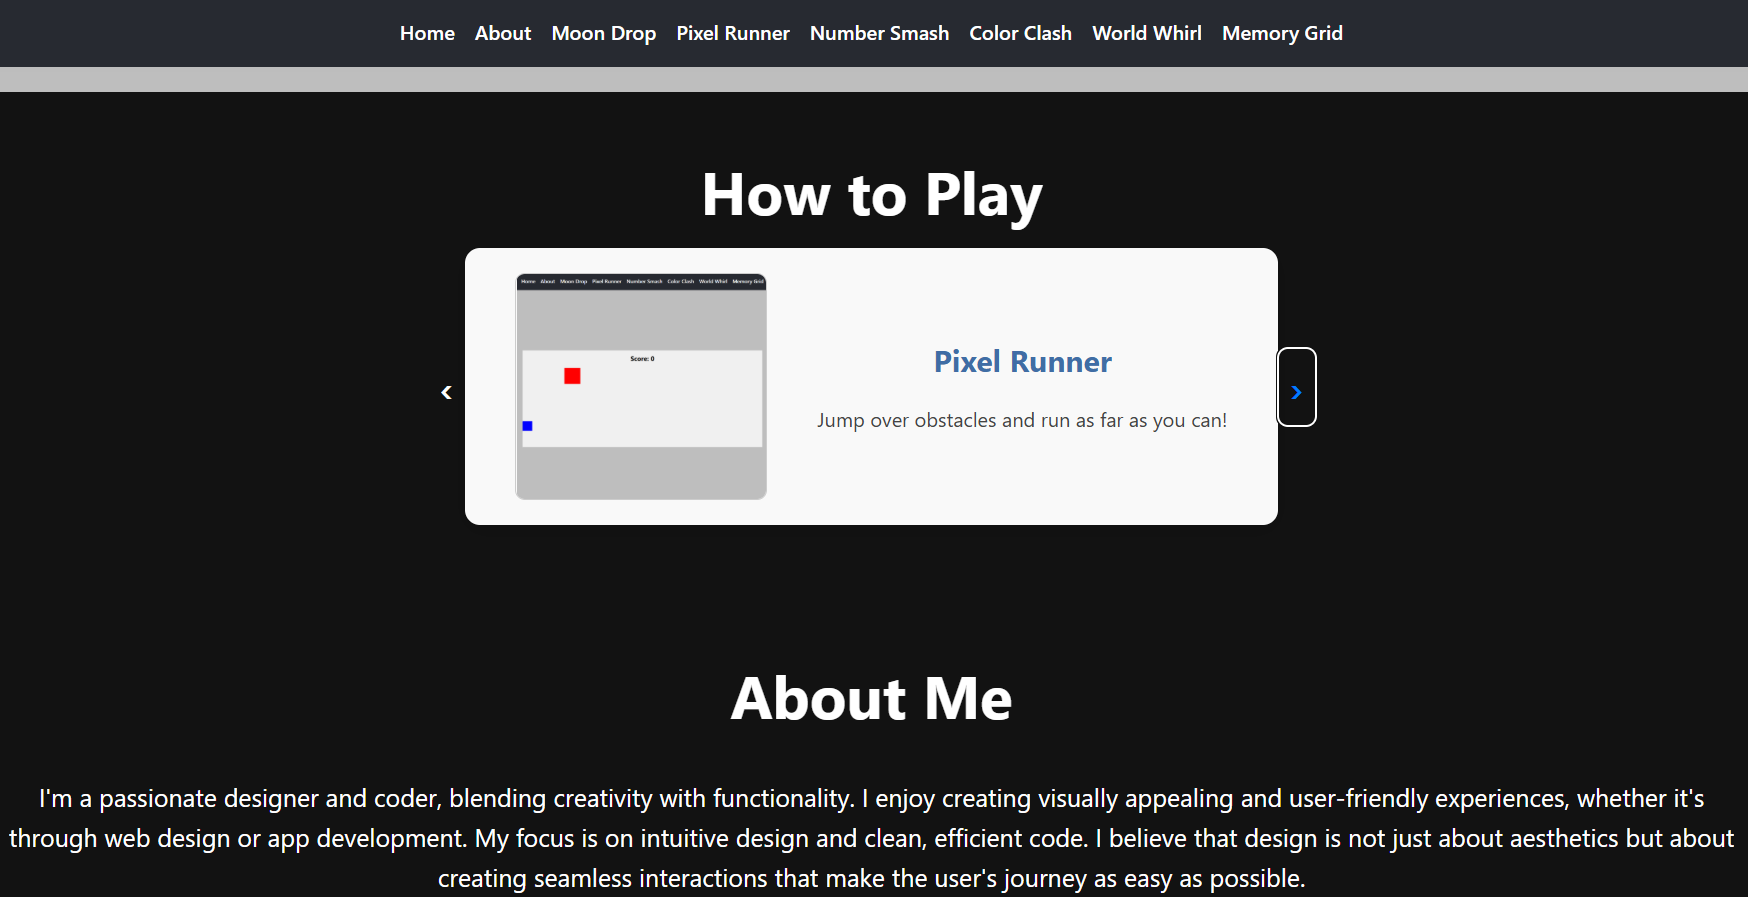 Home About Moon Drop Pixel Runner Number Smash Color Clash World Whirl Memory Grid
How to Play
Home About Moon Drop Pixel Runner Number Smash Color Clash World Whirl Memory Grid
Score: 0
Pixel Runner
Jump over obstacles and run as far as you can!
About Me
I'm a passionate designer and coder, blending creativity with functionality. I enjoy creating visually appealing and user-friendly experiences, whether it's
through web design or app development. My focus is on intuitive design and clean, efficient code. I believe that design is not just about aesthetics but about
creating seamless interactions that make the user's journey as easy as possible.